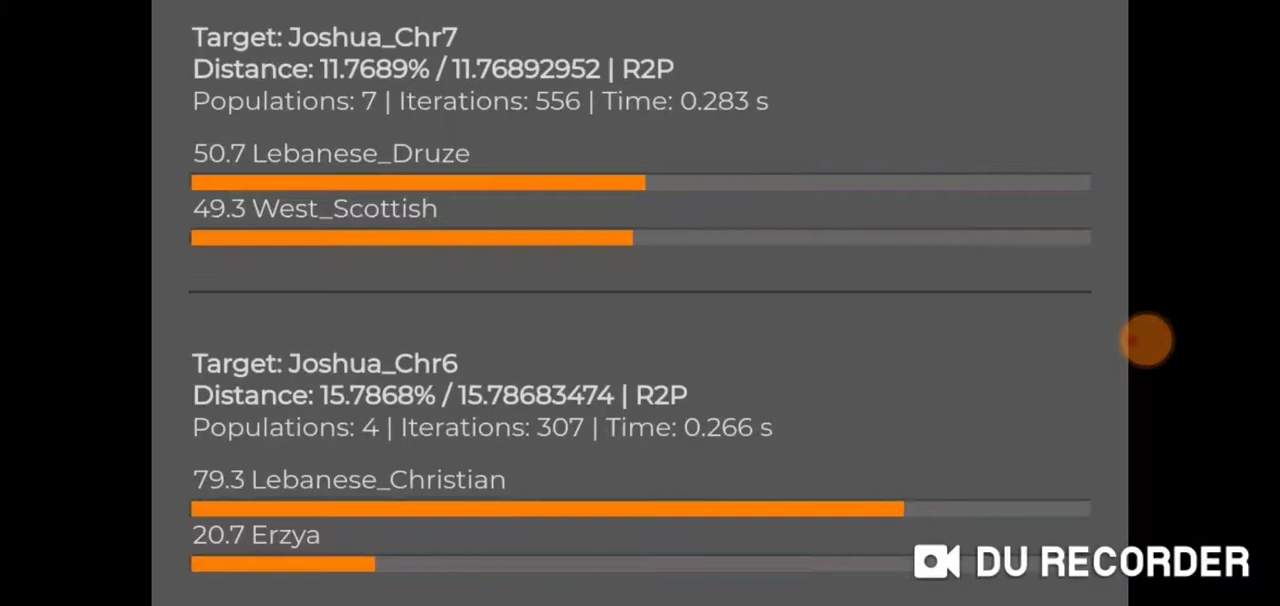 Target: Joshua_Chr7
Distance: 11.7689% / 11.76892952 | R2P
Populations: 7 | Iterations: 556 | Time: 0.283 s
50.7 Lebanese_Druze
49.3 West_Scottish
Target: Joshua_Chr6
Distance: 15.7868% / 15.78683474 | R2P
Populations: 4 | Iterations: 307 | Time: 0.266 s
79.3 Lebanese_Christian
20.7 Erzya
DU RECORDER